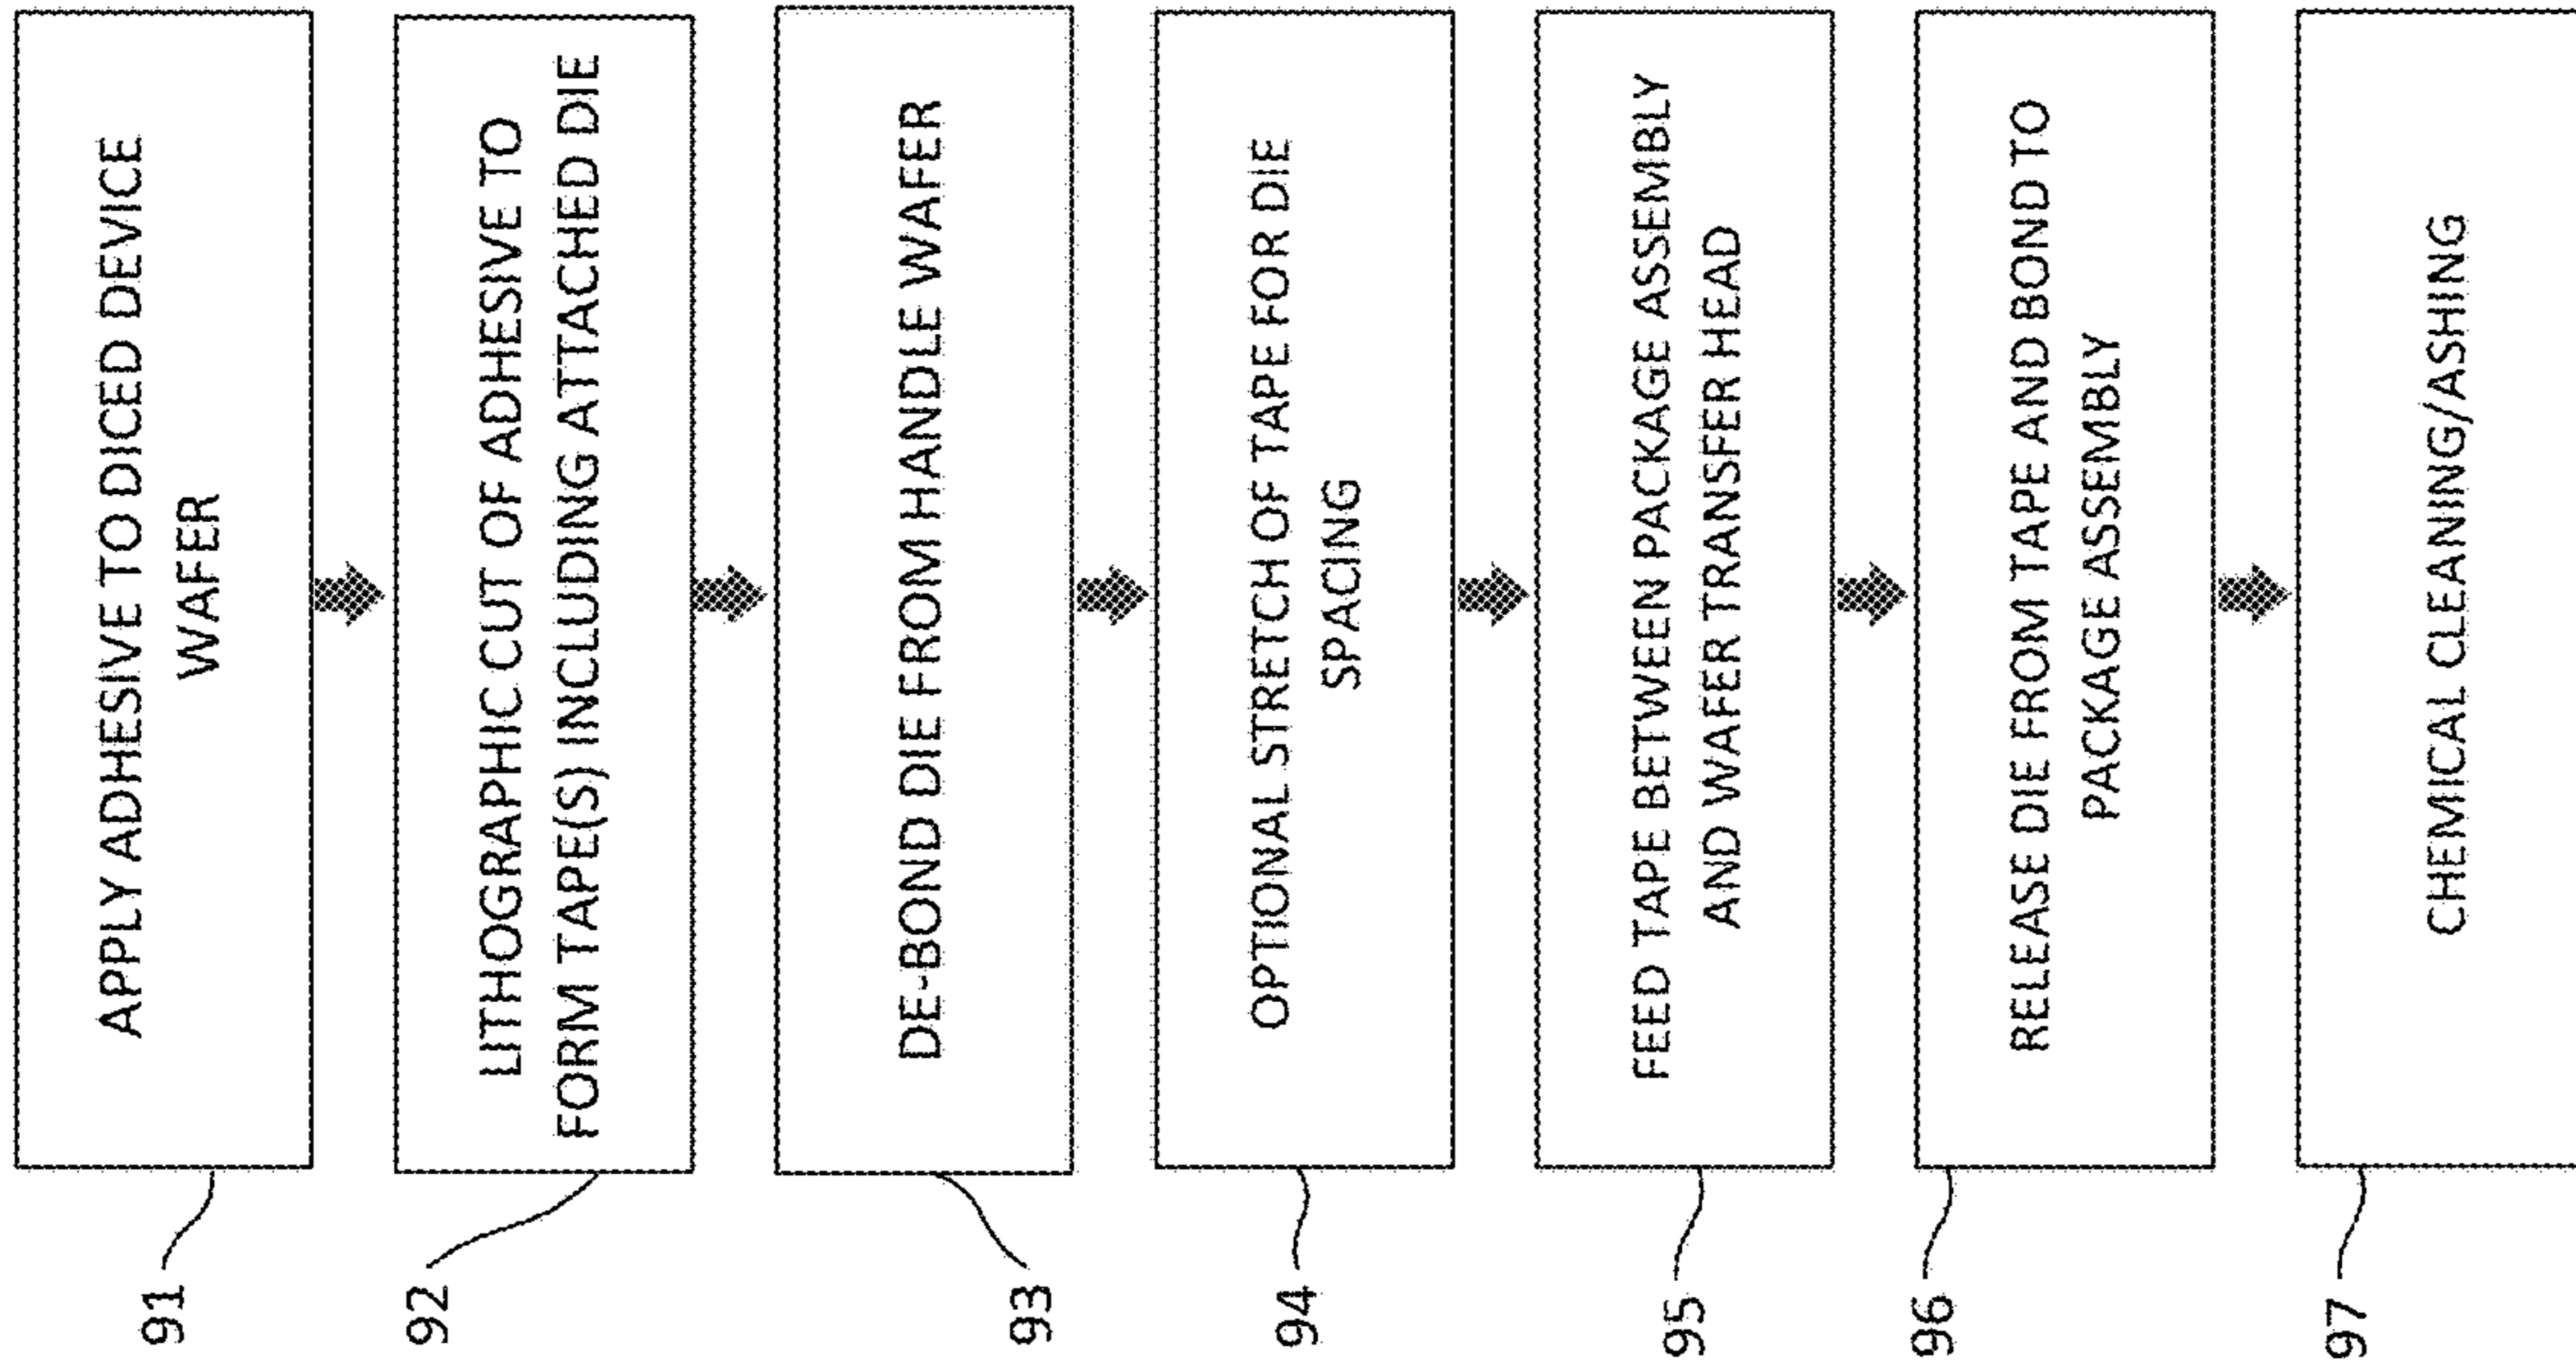 91
APPLY ADHESIVE TO DICED DEVICE
WAFER
92
LITHOGRAPHIC CUT OF ADHESIVE TO
FORM TAPE(S) INCLUDING ATTACHED DIE
93
DE-BOND DIE FROM HANDLE WAFER
94
OPTIONAL STRETCH OF TAPE FOR DIE
SPACING
95
FEED TAPE BETWEEN PACKAGE ASSEMBLY
AND WAFER TRANSFER HEAD
96
RELEASE DIE FROM TAPE AND BOND TO
PACKAGE ASSEMBLY
97
CHEMICAL CLEANING/ASHING